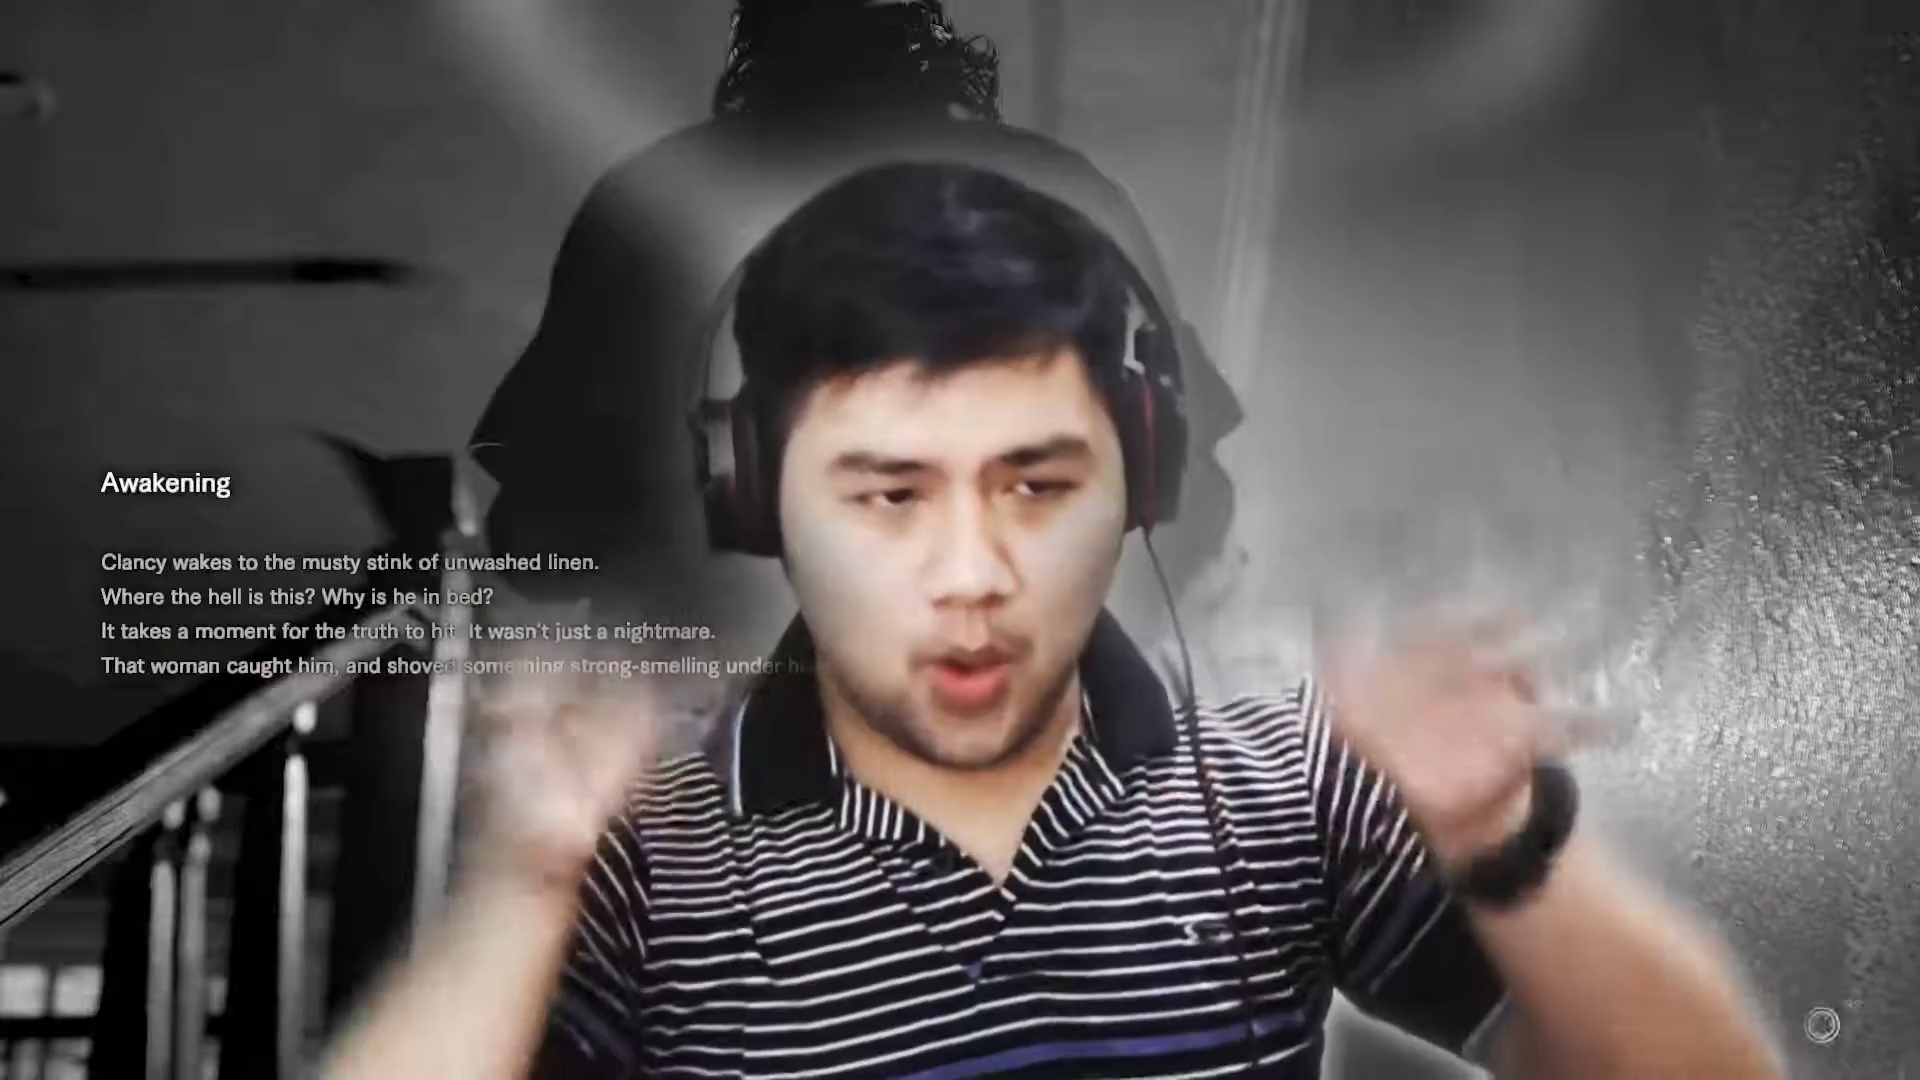 Awakening
Clancy wakes to the musty stink of unwashed linen.
Where the hell is this? Why is he in bed?
It takes a moment for the truth to hit. It wasn't just a nightmare.
That woman caught him, and shoved something strong-smelling under